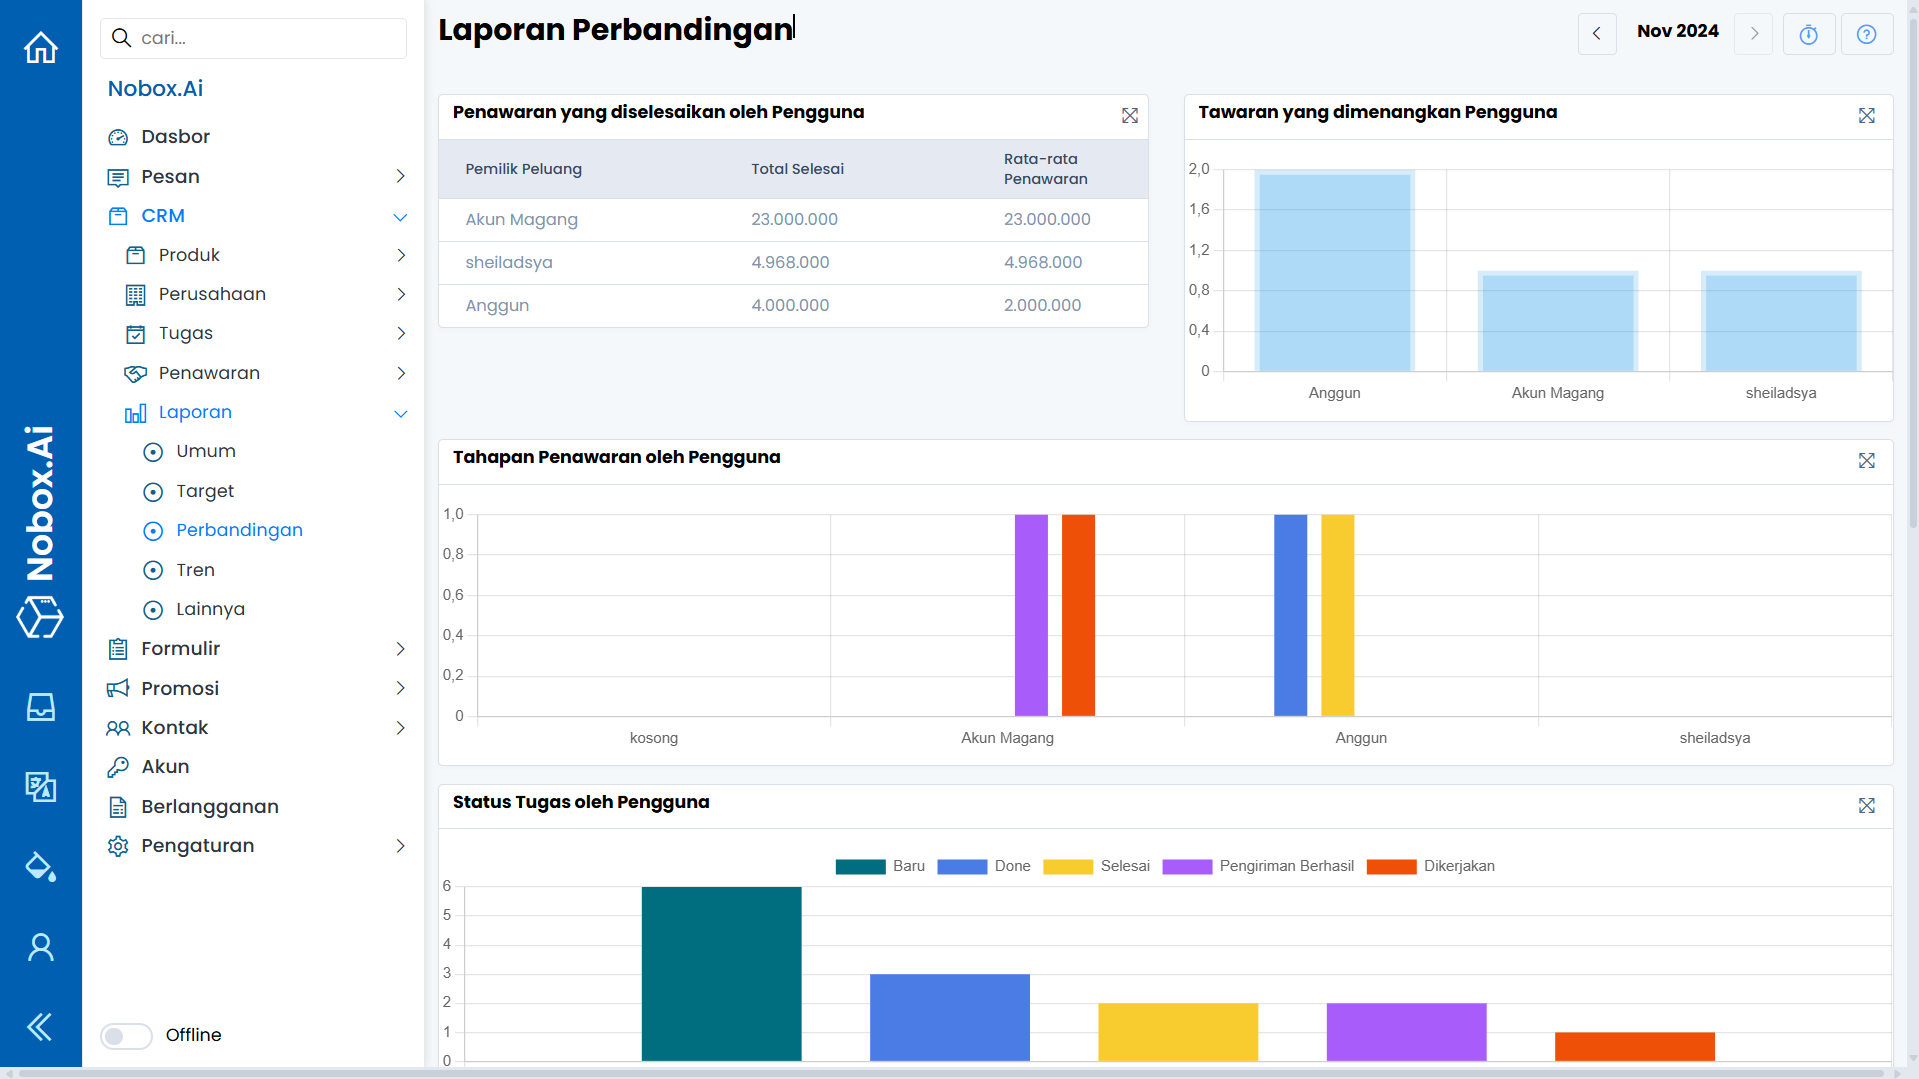 Nobox.Ai
cari...
Nobox.Ai
Dasbor
Pesan
CRM
Produk
Perusahaan
Tugas
Penawaran
Laporan
Umum
Target
Perbandingan
Tren
Lainnya
Formulir
Promosi
Kontak
Akun
Berlangganan
Pengaturan
Offline
Laporan Perbandingan
Nov 2024
Penawaran yang diselesaikan oleh Pengguna
Pemilik Peluang Total Selesai Rata-rata Penawaran
Akun Magang 23.000.000 23.000.000
sheiladsya 4.968.000 4.968.000
Anggun 4.000.000 2.000.000
Tawaran yang dimenangkan Pengguna
2,0
1,6
1,2
0,8
0,4
0
Anggun Akun Magang sheiladsya
Tahapan Penawaran oleh Pengguna
1,0
0,8
0,6
0,4
0,2
0
kosong Akun Magang Anggun sheiladsya
Status Tugas oleh Pengguna
Baru Done Selesai Pengiriman Berhasil Dikerjakan
6
5
4
3
2
1
0